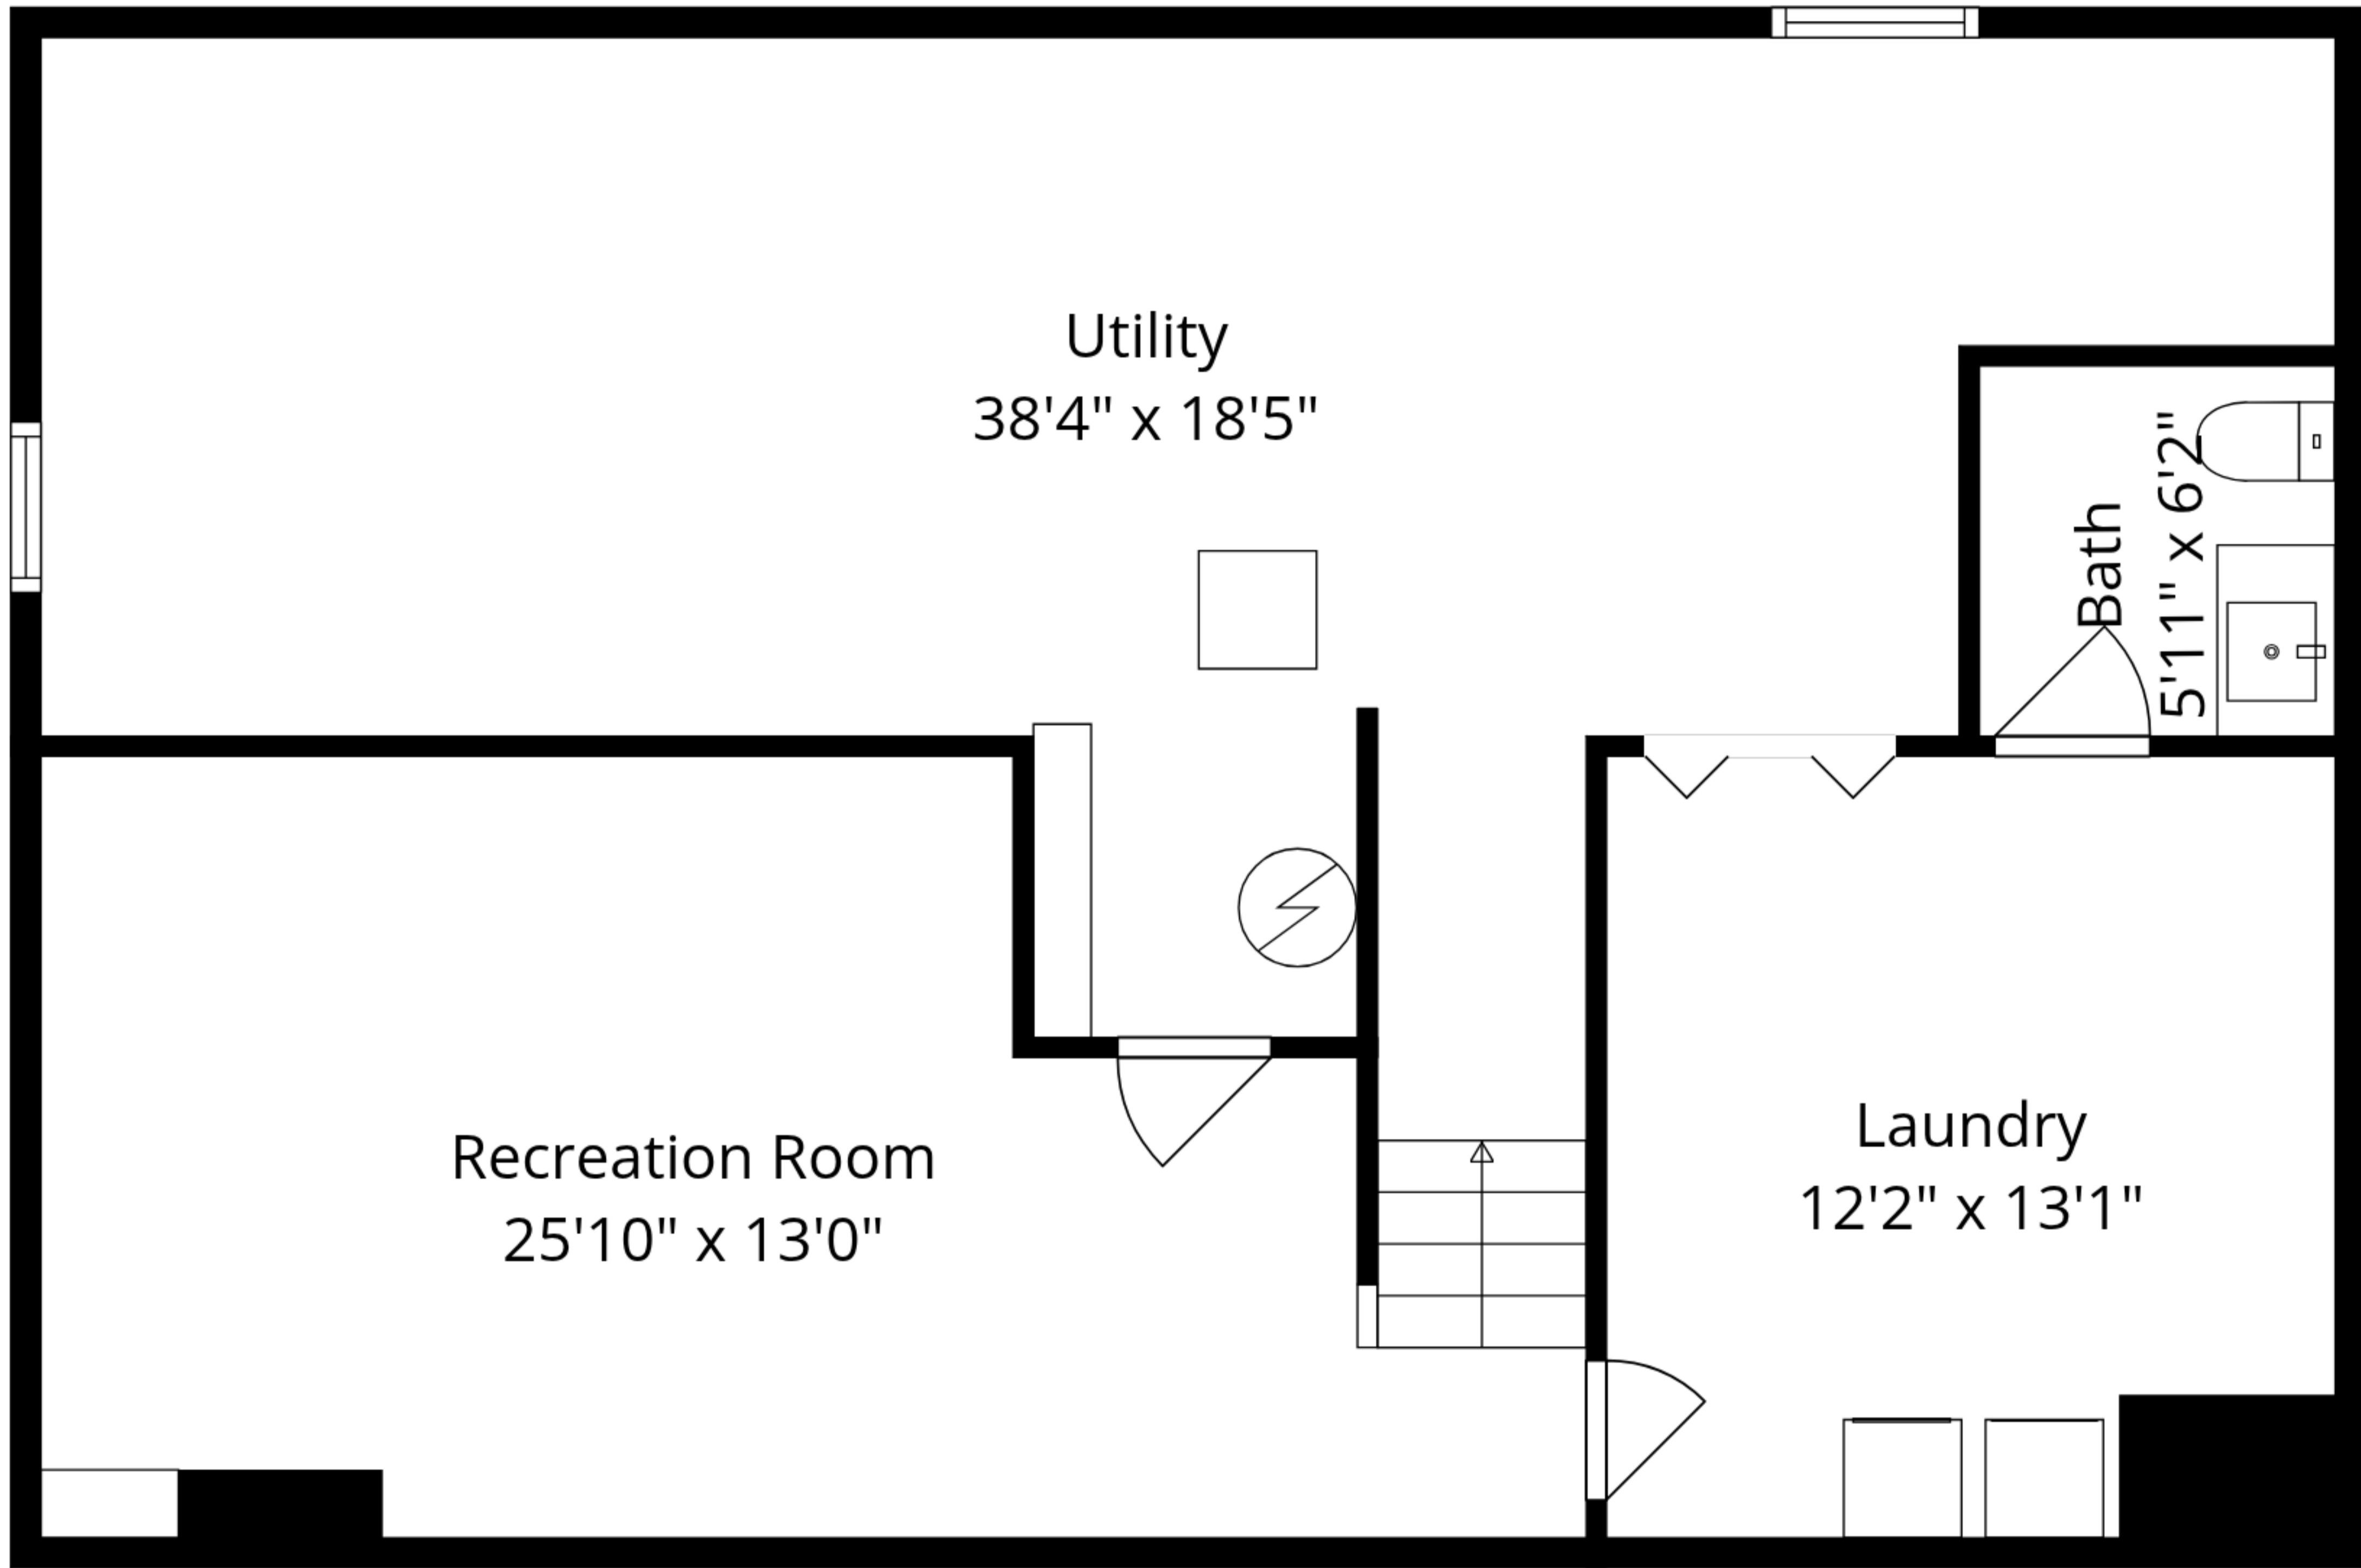 Utility
38'4" x 18'5"
Bath
5'11" x 6'2"
Recreation Room
25'10" x 13'0"
Laundry
12'2" x 13'1"